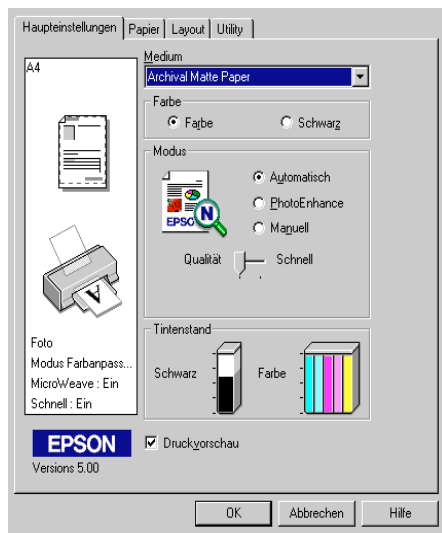 Haupteinstellungen Papier Layout Utility
A4
Medium
Archival Matte Paper
Farbe
Farbe Schwarz
Modus
EPSON N
Automatisch
PhotoEnhance
Manuell
Qualität Schnell
Foto
Modus Farbanpass...
MicroWeave : Ein
Schnell : Ein
Tintenstand
Schwarz Farbe
EPSON
Versions 5.00
Druckvorschau
OK Abbrechen Hilfe